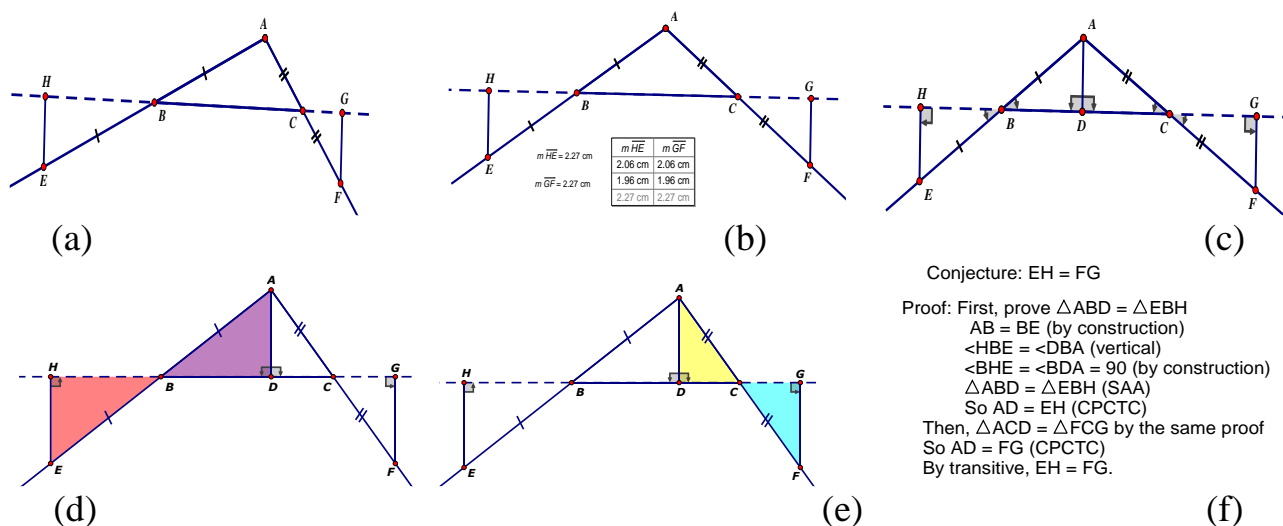 A
H
G
B
C
E
F
(a)
A
H
G
B
C
E
F
m HE = 2.27 cm
m GF = 2.27 cm
m HE m GF
2.06 cm 2.06 cm
1.96 cm 1.96 cm
2.27 cm 2.27 cm
(b)
A
H
G
B
D
C
E
F
(c)
A
H
G
B
D
C
E
F
(d)
A
H
G
B
D
C
E
F
(e)
Conjecture: EH = FG
Proof: First, prove △ABD = △EBH
AB = BE (by construction)
<HBE = <DBA (vertical)
<BHE = <BDA = 90 (by construction)
△ABD = △EBH (SAA)
So AD = EH (CPCTC)
Then, △ACD = △FCG by the same proof
So AD = FG (CPCTC)
By transitive, EH = FG.
(f)